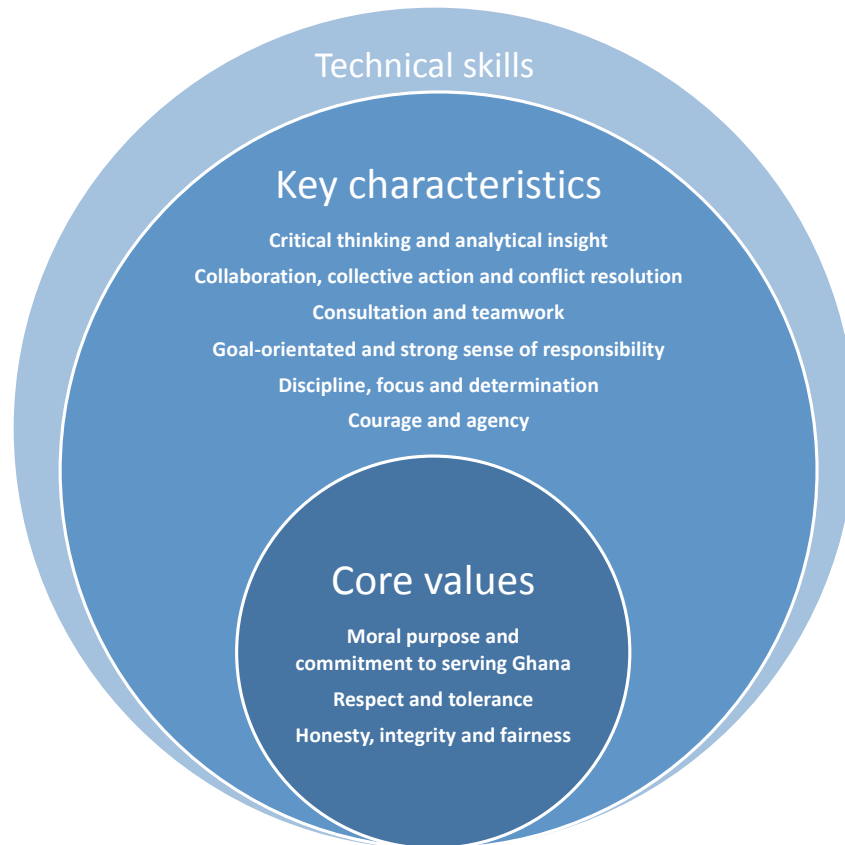 Technical skills
Key characteristics
Critical thinking and analytical insight
Collaboration, collective action and conflict resolution
Consultation and teamwork
Goal-orientated and strong sense of responsibility
Discipline, focus and determination
Courage and agency
Core values
Moral purpose and
commitment to serving Ghana
Respect and tolerance
Honesty, integrity and fairness